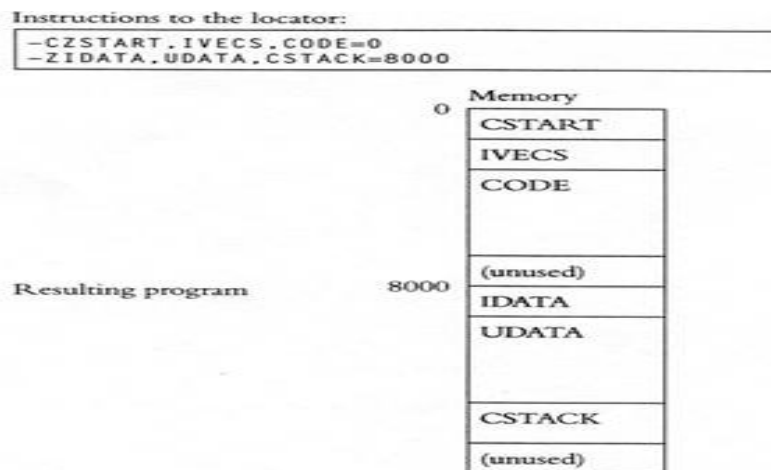 Instructions to the locator:
-CZSTART.IVECS.CODE=0
-ZIDATA.UDATA.CSTACK=8000
Memory
0
CSTART
IVECS
CODE
(unused)
Resulting program
8000
IDATA
UDATA
CSTACK
(unused)